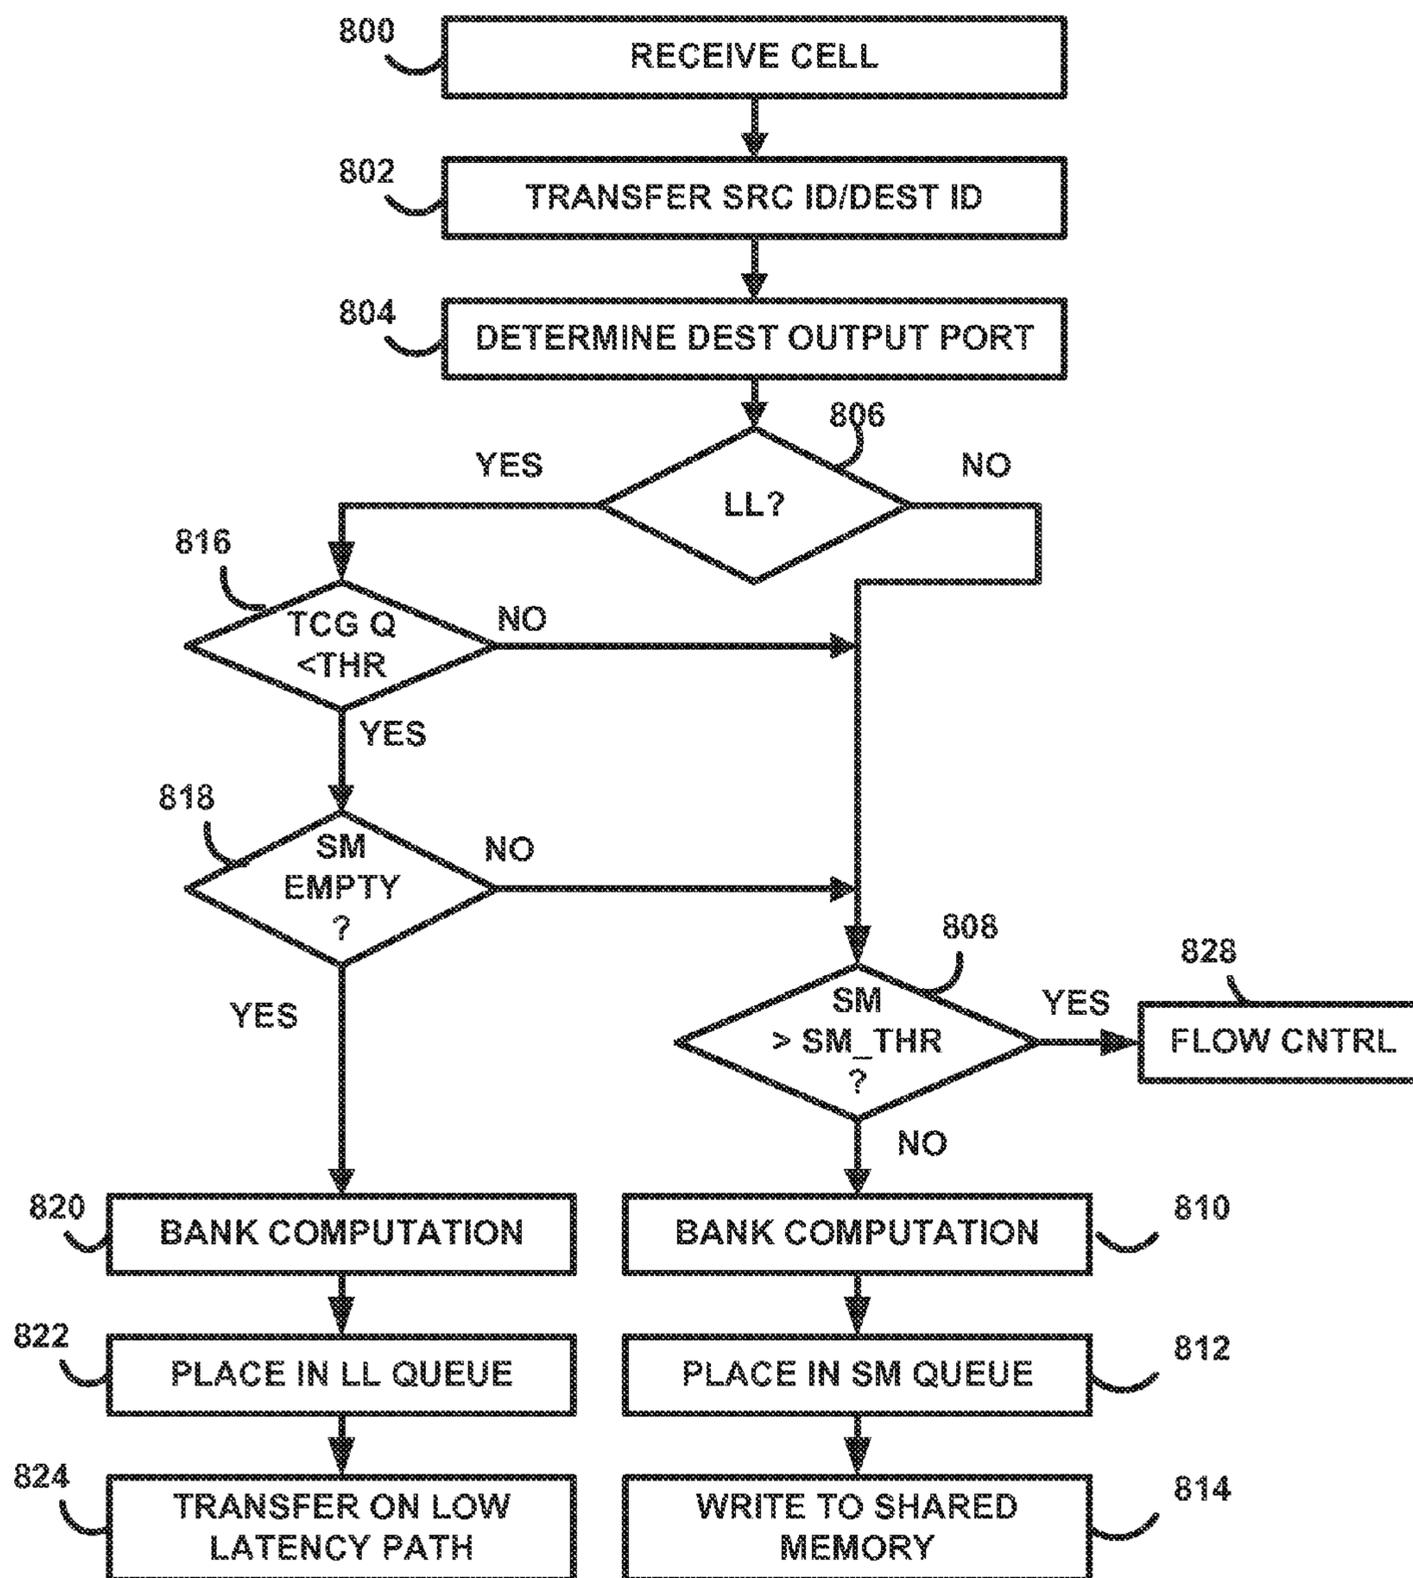 800
RECEIVE CELL
802
TRANSFER SRC ID/DEST ID
804
DETERMINE DEST OUTPUT PORT
806
YES
NO
LL?
816
TCG Q
<THR
NO
YES
818
SM
EMPTY
?
NO
YES
808
SM
> SM_THR
?
YES
NO
828
FLOW CNTRL
820
BANK COMPUTATION
BANK COMPUTATION
810
822
PLACE IN LL QUEUE
PLACE IN SM QUEUE
812
824
TRANSFER ON LOW
LATENCY PATH
WRITE TO SHARED
MEMORY
814